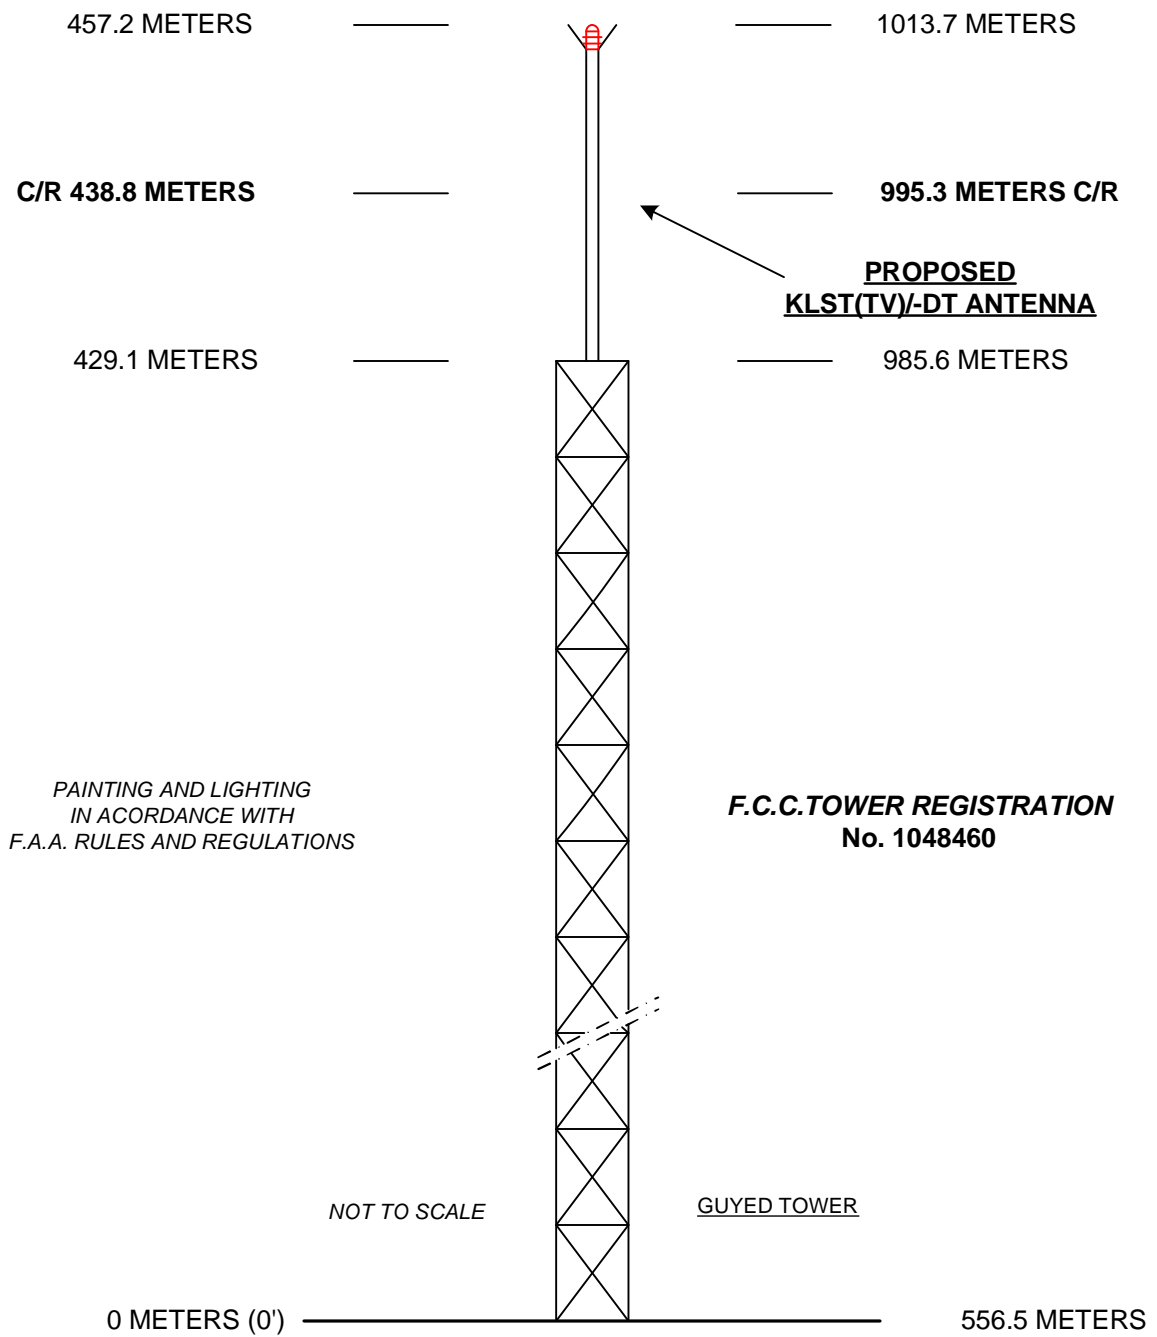 457.2 METERS
1013.7 METERS
C/R 438.8 METERS
995.3 METERS C/R
PROPOSED
KLST(TV)/-DT ANTENNA
429.1 METERS
985.6 METERS
PAINTING AND LIGHTING
IN ACORDANCE WITH
F.A.A. RULES AND REGULATIONS
F.C.C.TOWER REGISTRATION
No. 1048460
NOT TO SCALE
GUYED TOWER
0 METERS (0')
556.5 METERS